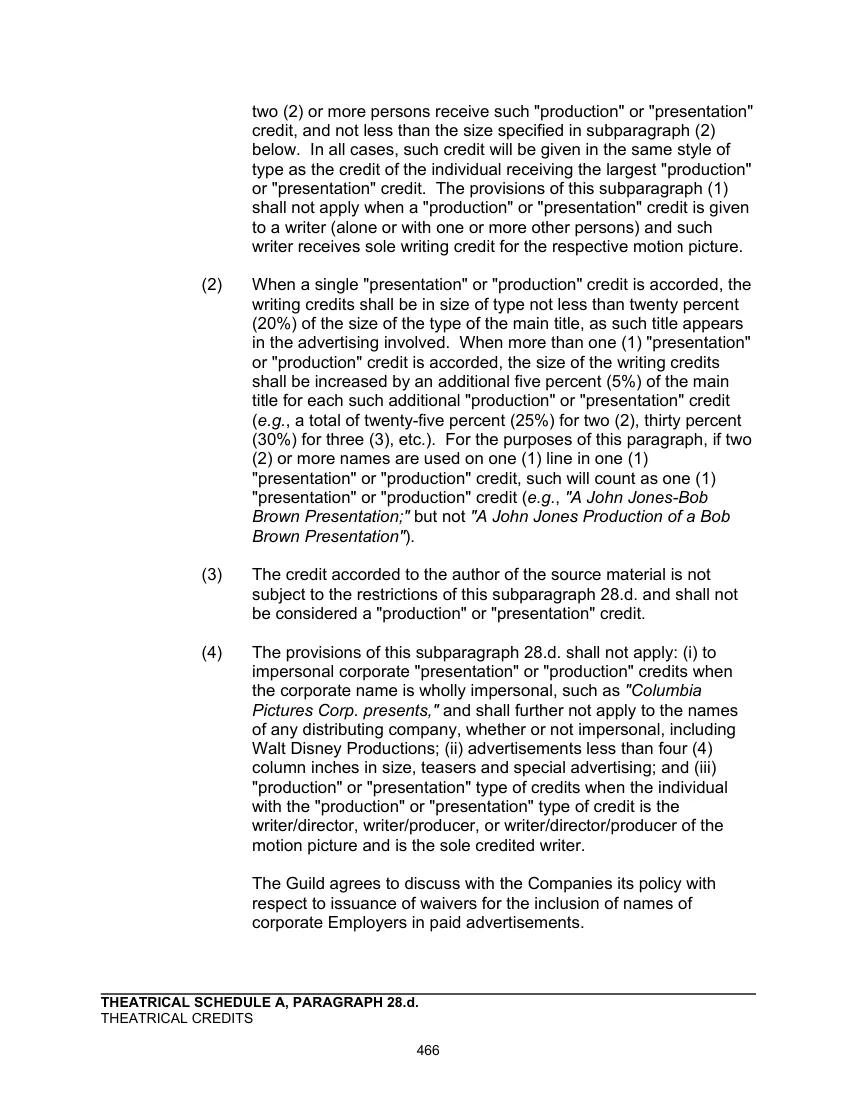 two (2) or more persons receive such "production" or "presentation"
credit, and not less than the size specified in subparagraph (2)
below.  In all cases, such credit will be given in the same style of
type as the credit of the individual receiving the largest "production"
or "presentation" credit.  The provisions of this subparagraph (1)
shall not apply when a "production" or "presentation" credit is given
to a writer (alone or with one or more other persons) and such
writer receives sole writing credit for the respective motion picture.
(2) When a single "presentation" or "production" credit is accorded, the
writing credits shall be in size of type not less than twenty percent
(20%) of the size of the type of the main title, as such title appears
in the advertising involved.  When more than one (1) "presentation"
or "production" credit is accorded, the size of the writing credits
shall be increased by an additional five percent (5%) of the main
title for each such additional "production" or "presentation" credit
(e.g., a total of twenty-five percent (25%) for two (2), thirty percent
(30%) for three (3), etc.).  For the purposes of this paragraph, if two
(2) or more names are used on one (1) line in one (1)
"presentation" or "production" credit, such will count as one (1)
"presentation" or "production" credit (e.g., "A John Jones-Bob
Brown Presentation;" but not "A John Jones Production of a Bob
Brown Presentation").
(3) The credit accorded to the author of the source material is not
subject to the restrictions of this subparagraph 28.d. and shall not
be considered a "production" or "presentation" credit.
(4) The provisions of this subparagraph 28.d. shall not apply: (i) to
impersonal corporate "presentation" or "production" credits when
the corporate name is wholly impersonal, such as "Columbia
Pictures Corp. presents," and shall further not apply to the names
of any distributing company, whether or not impersonal, including
Walt Disney Productions; (ii) advertisements less than four (4)
column inches in size, teasers and special advertising; and (iii)
"production" or "presentation" type of credits when the individual
with the "production" or "presentation" type of credit is the
writer/director, writer/producer, or writer/director/producer of the
motion picture and is the sole credited writer.
The Guild agrees to discuss with the Companies its policy with
respect to issuance of waivers for the inclusion of names of
corporate Employers in paid advertisements.
THEATRICAL SCHEDULE A, PARAGRAPH 28.d.
THEATRICAL CREDITS
466